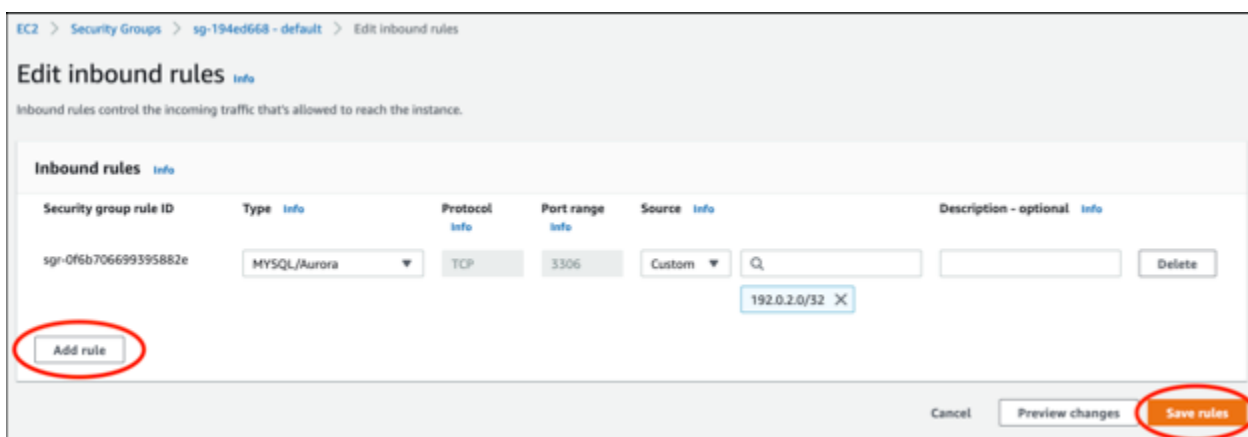 EC2 > Security Groups > sg-194ed668 - default > Edit inbound rules
Edit inbound rules Info
Inbound rules control the incoming traffic that's allowed to reach the instance.
Inbound rules Info
Security group rule ID Type Info Protocol Info Port range Info Source Info Description - optional Info
sgr-0f6b706699395882e MYSQL/Aurora TCP 3306 Custom Delete
192.0.2.0/32
Add rule
Cancel Preview changes Save rules